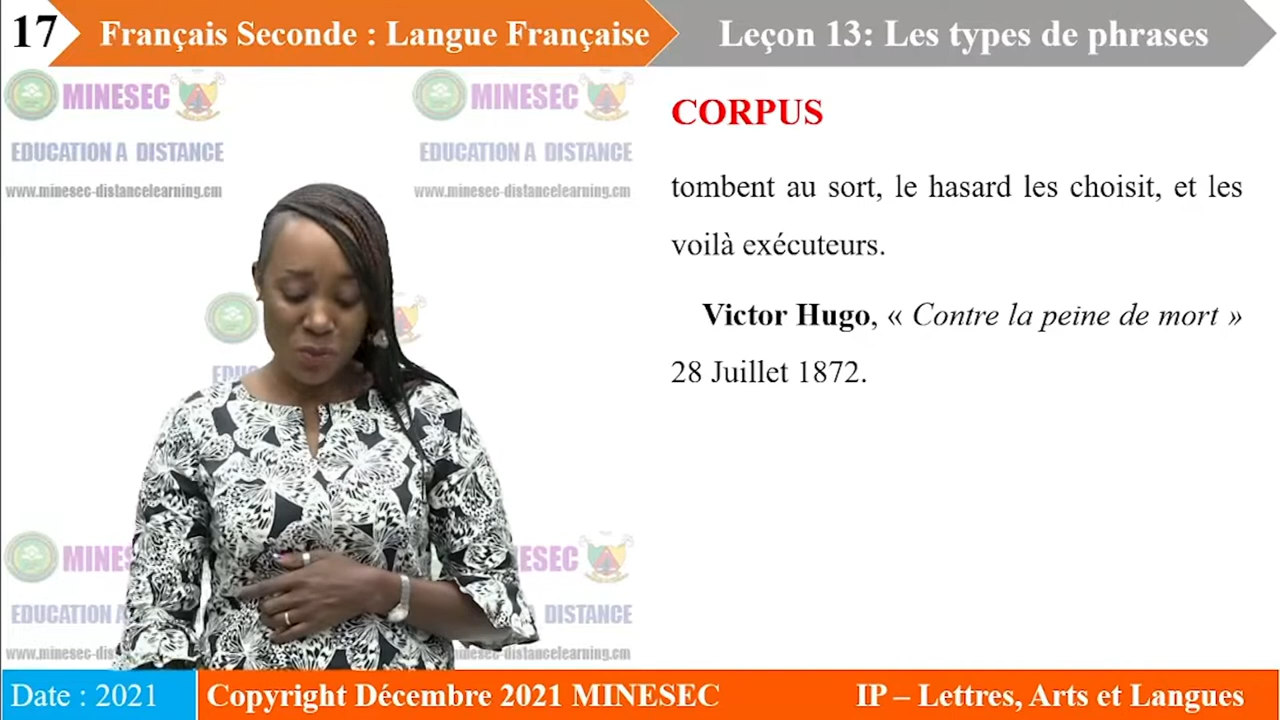 17
Français Seconde : Langue Française
Leçon 13: Les types de phrases
MINESEC
EDUCATION A DISTANCE
www.minesec-distancelearning.cm
MINESEC
EDUCATION A DISTANCE
www.minesec-distancelearning.cm
CORPUS
tombent au sort, le hasard les choisit, et les
voilà exécuteurs.
Victor Hugo, « Contre la peine de mort »
28 Juillet 1872.
Date : 2021
Copyright Décembre 2021 MINESEC
IP – Lettres, Arts et Langues